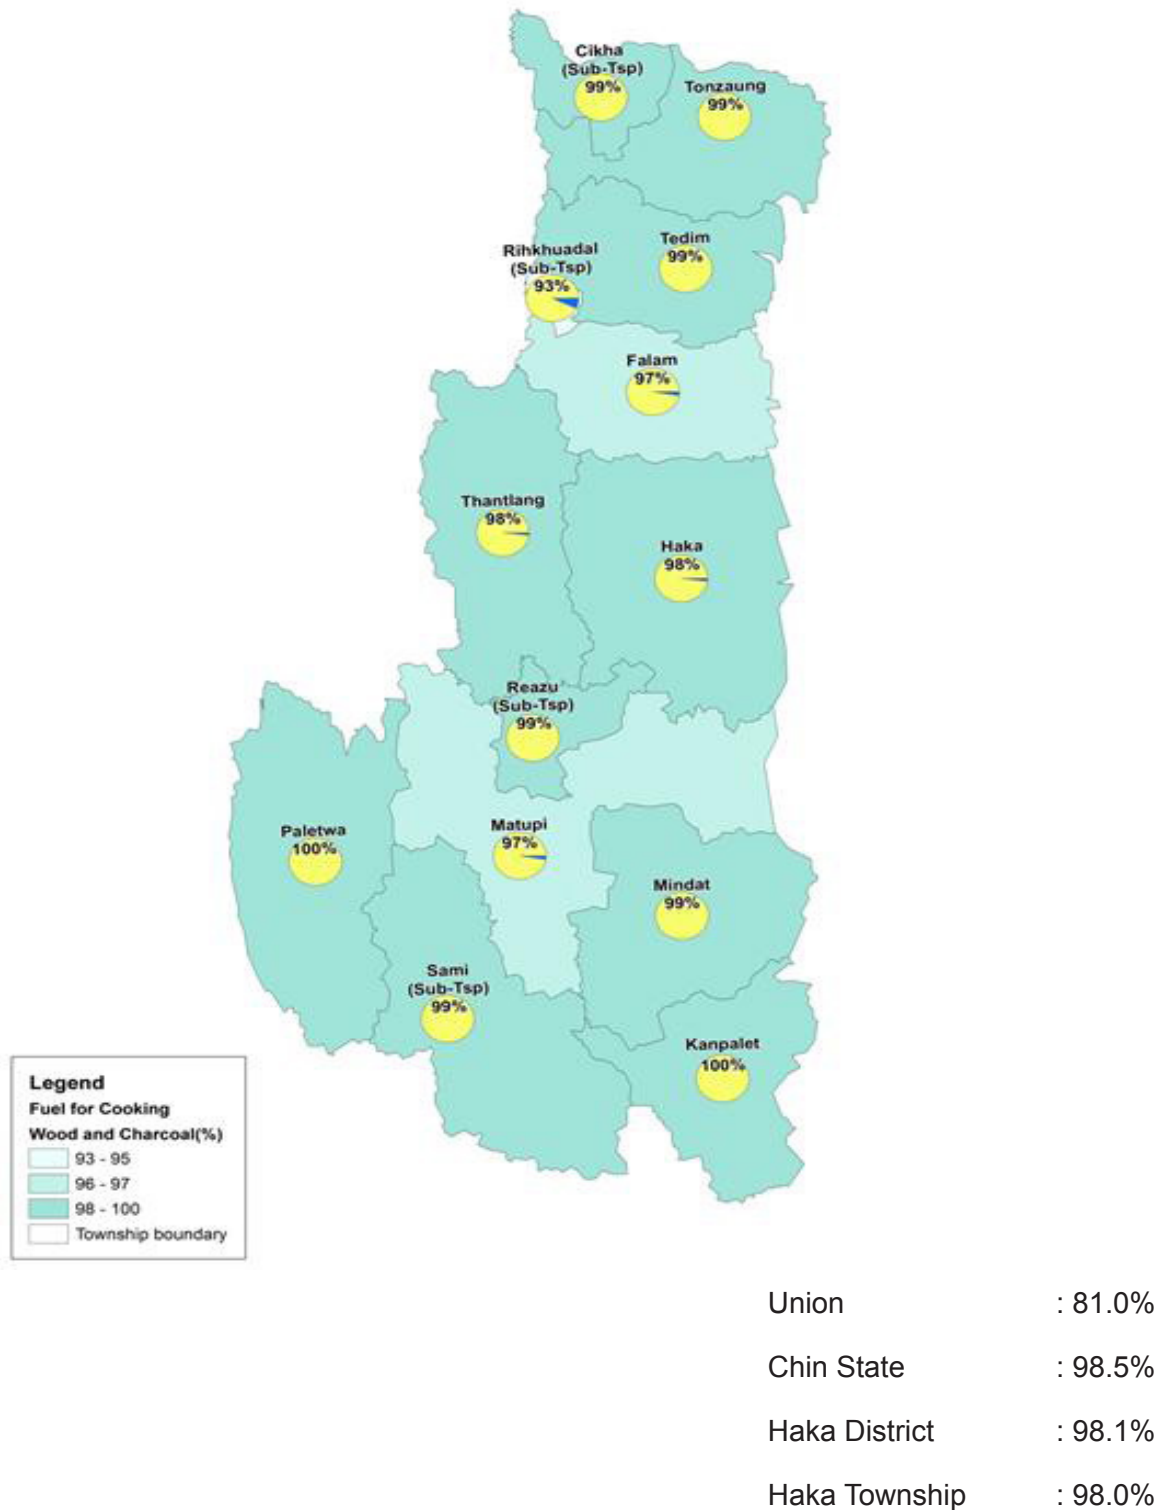 Cikha
(Sub-Tsp)
99%
Tonzaung
99%
Tedim
99%
Rihkhuadal
(Sub-Tsp)
93%
Falam
97%
Thantlang
98%
Haka
98%
Reazu
(Sub-Tsp)
99%
Paletwa
100%
Matupi
97%
Mindat
99%
Sami
(Sub-Tsp)
99%
Kanpalet
100%
Legend
Fuel for Cooking
Wood and Charcoal(%)
93 - 95
96 - 97
98 - 100
Township boundary
Union : 81.0%
Chin State : 98.5%
Haka District : 98.1%
Haka Township : 98.0%